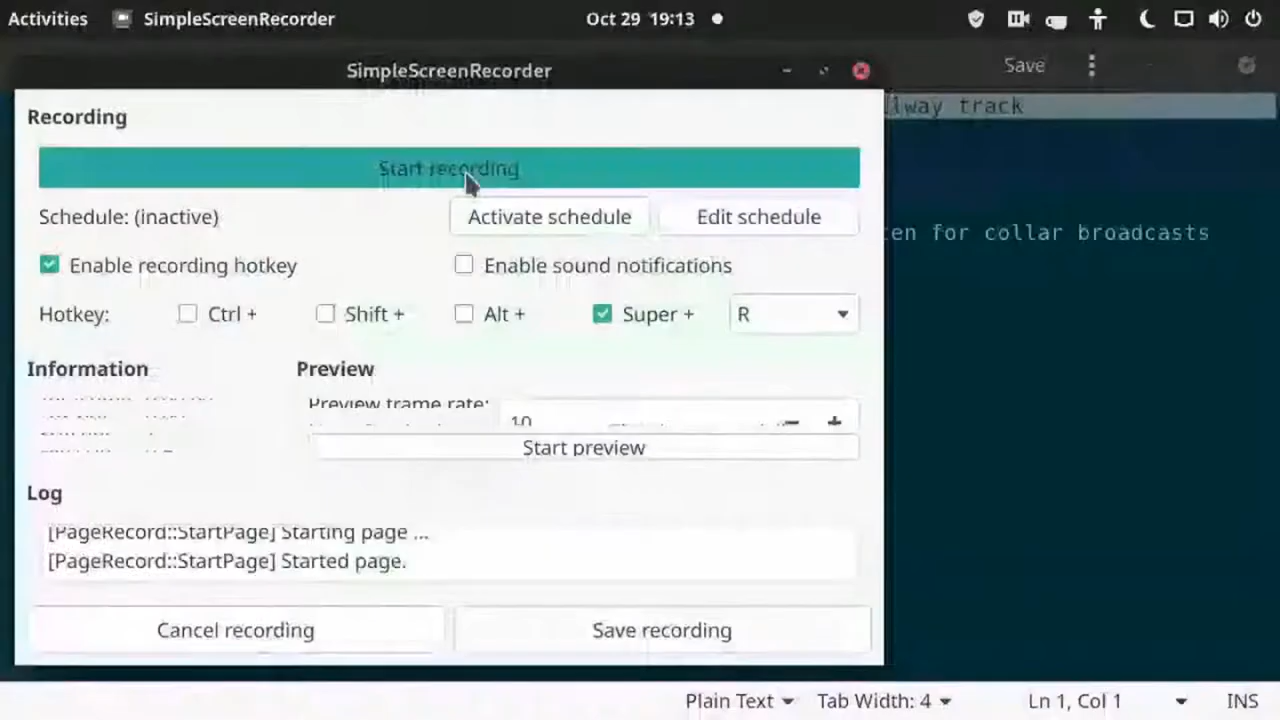 Activities SimpleScreenRecorder Oct 29 19:13
SimpleScreenRecorder
Save
Recording
lway track
Start recording
Schedule: (inactive) Activate schedule Edit schedule
en for collar broadcasts
Enable recording hotkey Enable sound notifications
Hotkey: Ctrl + Shift + Alt + Super + R
Information Preview
Preview frame rate: 10
Start preview
Log
[PageRecord::StartPage] Starting page ...
[PageRecord::StartPage] Started page.
Cancel recording Save recording
Plain Text Tab Width: 4 Ln 1, Col 1 INS